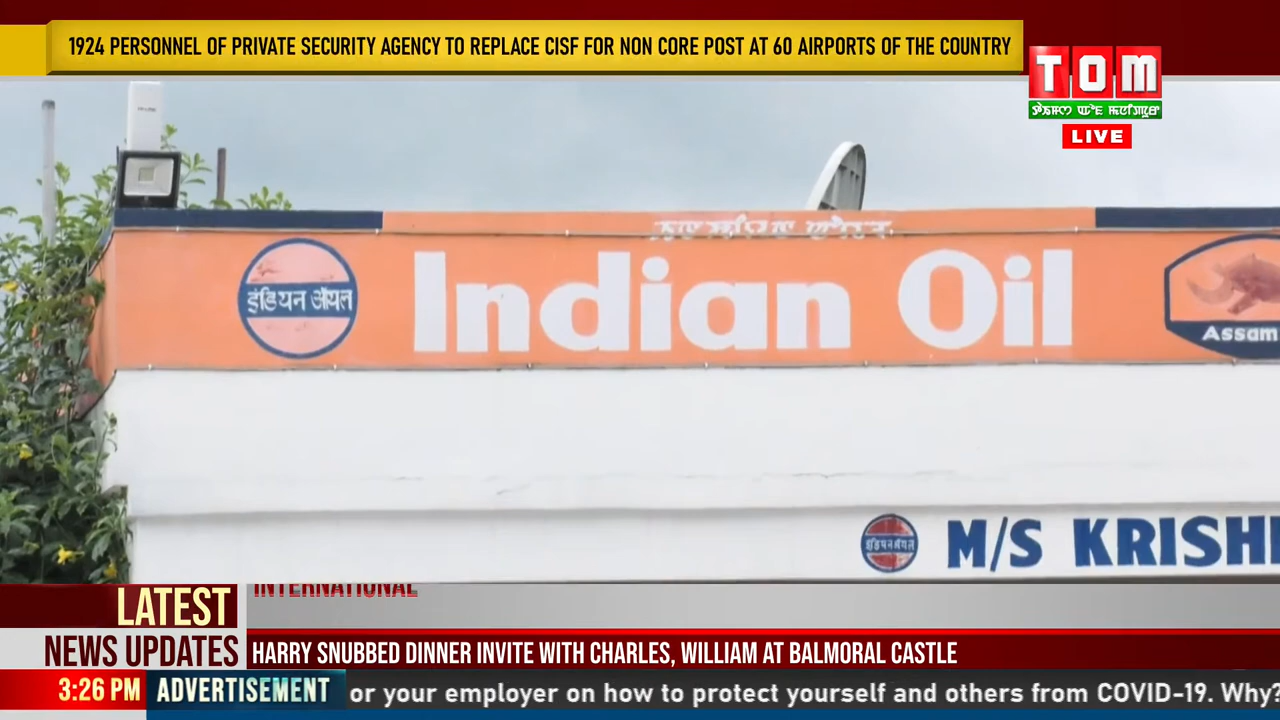 1924 PERSONNEL OF PRIVATE SECURITY AGENCY TO REPLACE CISF FOR NON CORE POST AT 60 AIRPORTS OF THE COUNTRY
TOM
LIVE
इंडियन ऑयल
Indian Oil
Assam
इंडियनऑयल
M/S KRISH
LATEST
NEWS UPDATES
INTERNATIONAL
HARRY SNUBBED DINNER INVITE WITH CHARLES, WILLIAM AT BALMORAL CASTLE
3:26 PM
ADVERTISEMENT
or your employer on how to protect yourself and others from COVID-19. Why?